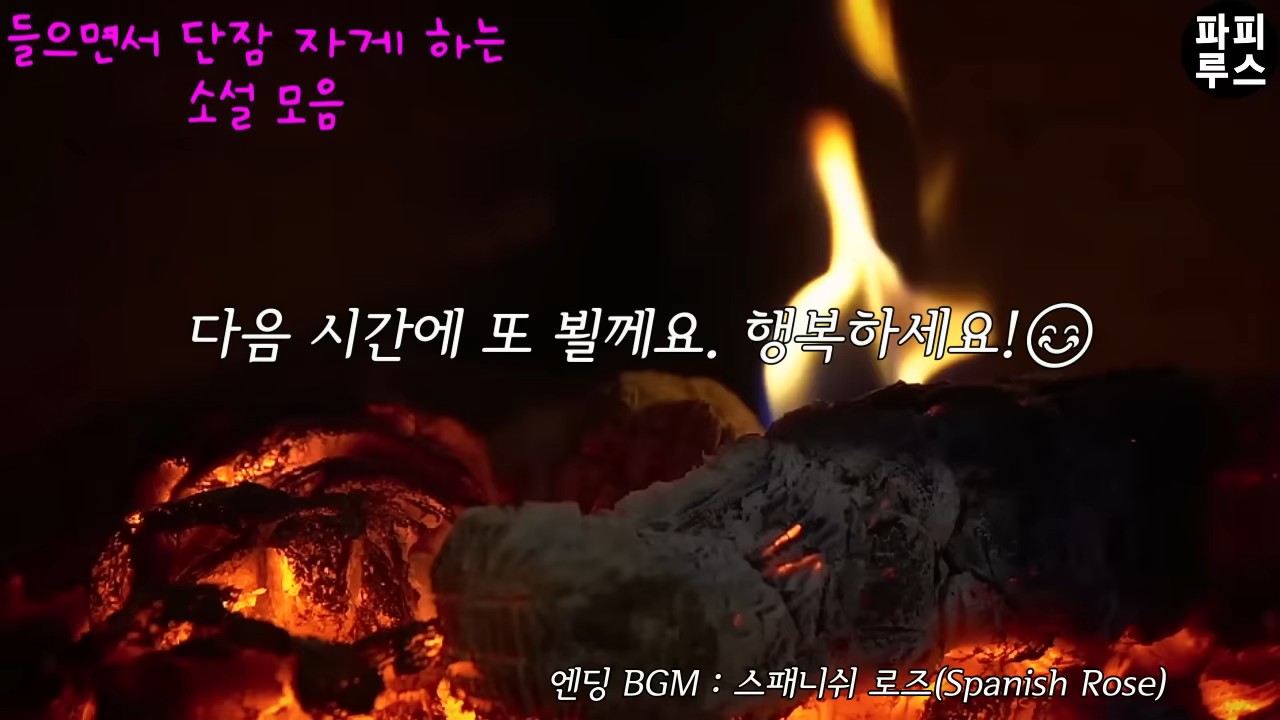 들으면서 단잠 자게 하는
소설 모음
파피
루스
다음 시간에 또 뵐께요. 행복하세요!😊
엔딩 BGM : 스패니쉬 로즈(Spanish Rose)